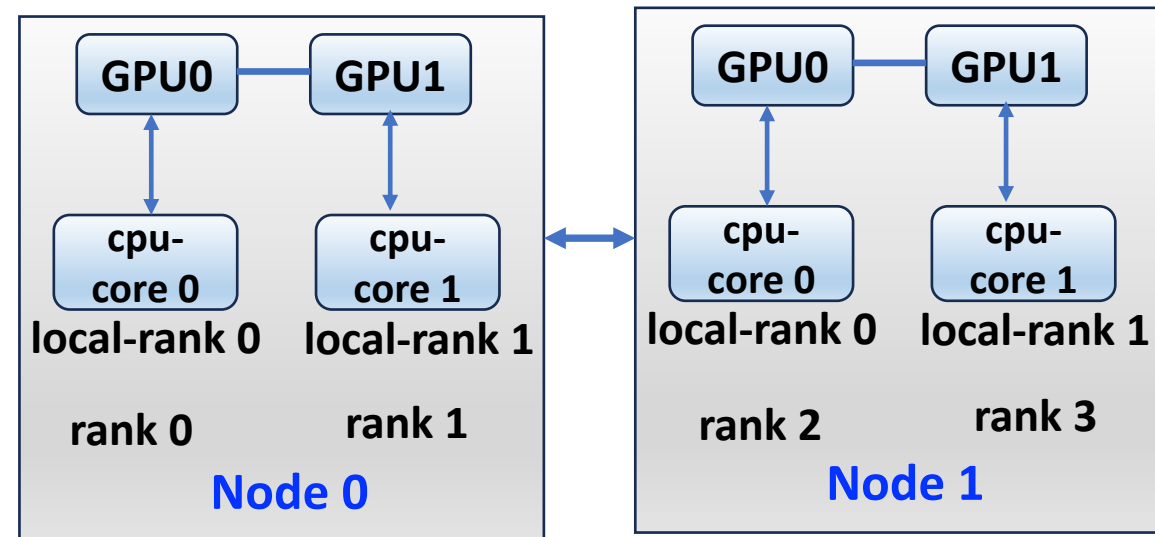 GPU0
GPU1
cpu-
core 0
cpu-
core 1
local-rank 0
local-rank 1
rank 0
rank 1
Node 0
GPU0
GPU1
cpu-
core 0
cpu-
core 1
local-rank 0
local-rank 1
rank 2
rank 3
Node 1